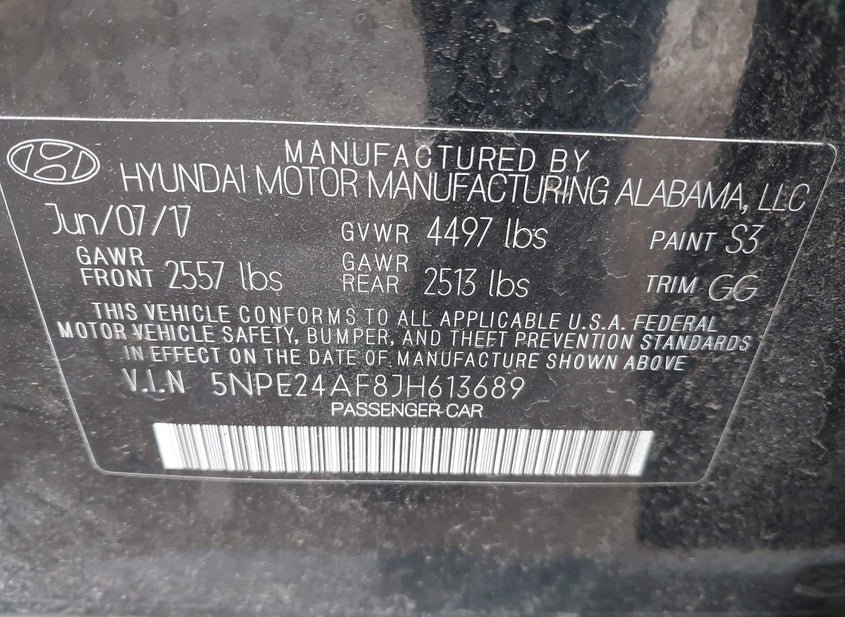 MANUFACTURED BY
HYUNDAI MOTOR MANUFACTURING ALABAMA, LLC
Jun/07/17 GVWR 4497 lbs PAINT S3
GAWR FRONT 2557 lbs GAWR REAR 2513 lbs TRIM GG
THIS VEHICLE CONFORMS TO ALL APPLICABLE U.S.A. FEDERAL
MOTOR VEHICLE SAFETY, BUMPER, AND THEFT PREVENTION STANDARDS
IN EFFECT ON THE DATE OF MANUFACTURE SHOWN ABOVE
V.I.N 5NPE24AF8JH613689
PASSENGER CAR